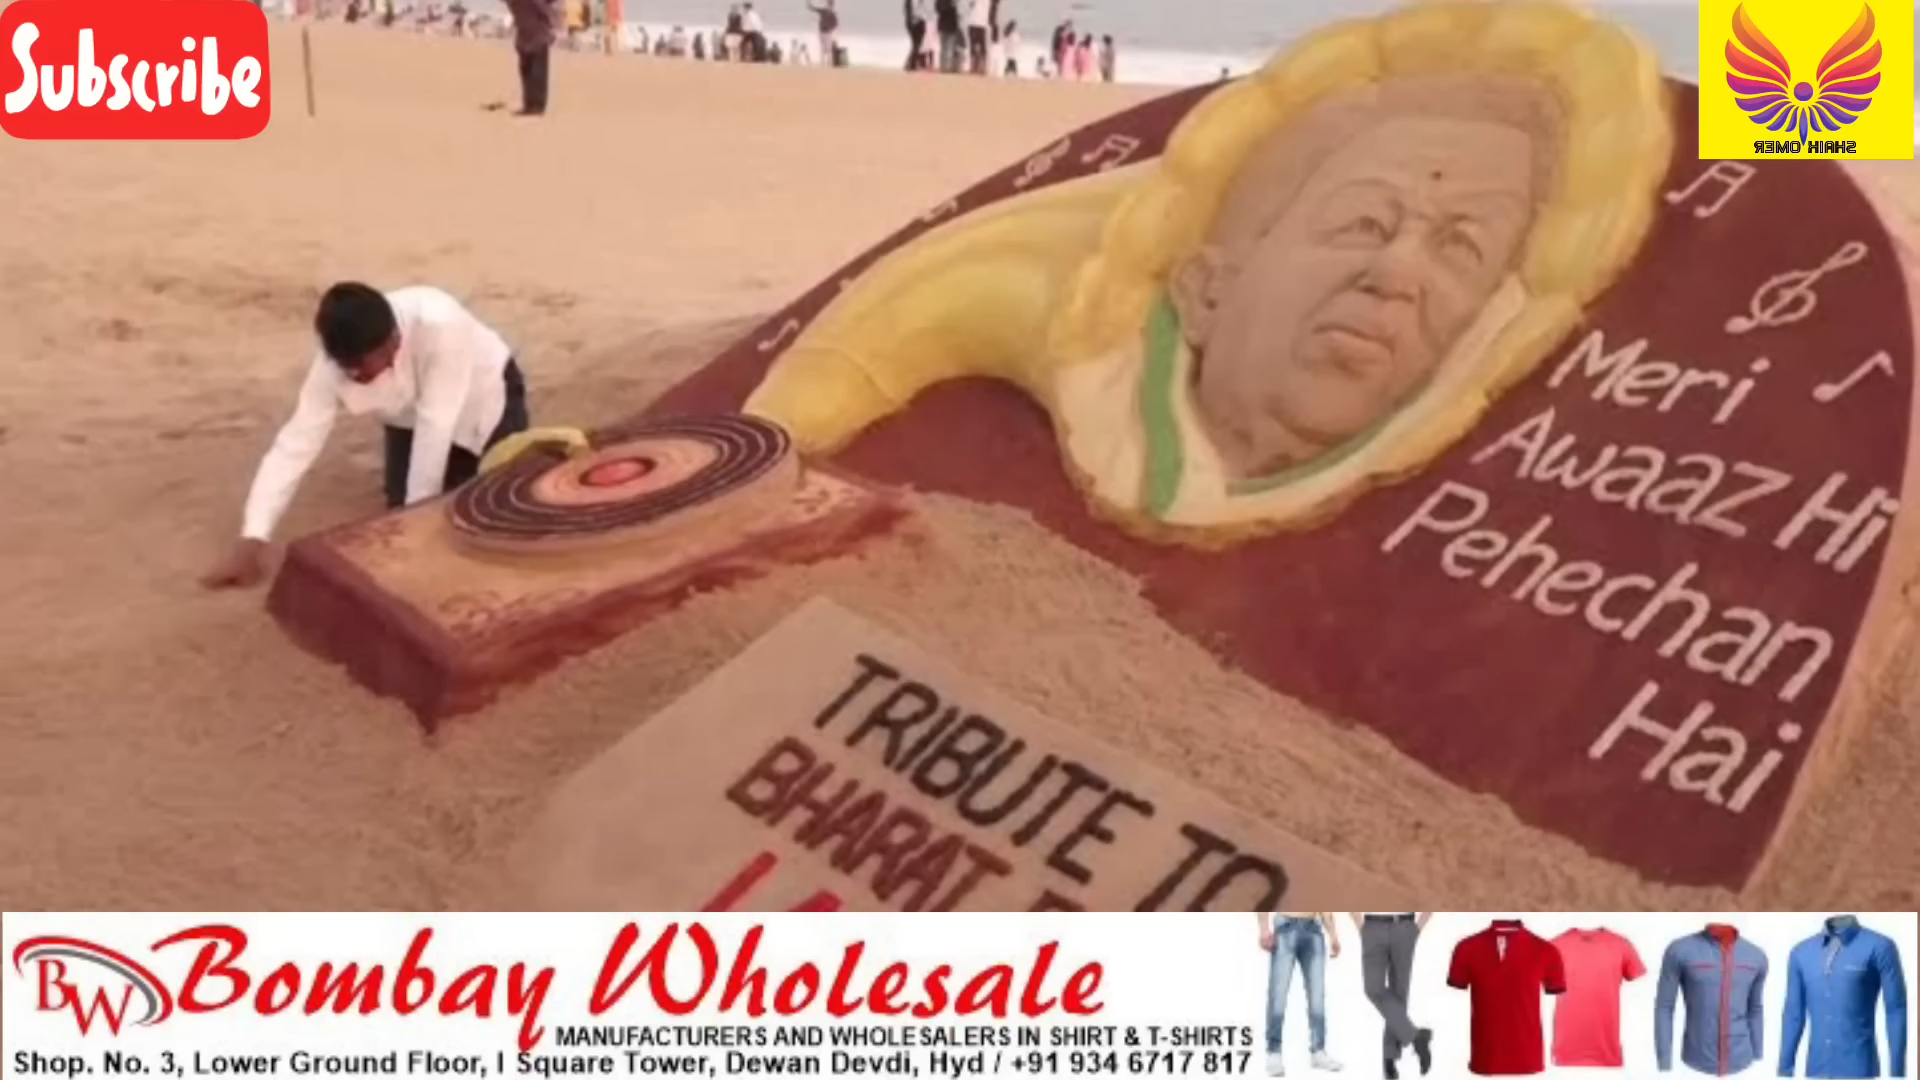 Subscribe
SHAIK OMER
Meri
Awaaz Hi
Pehechan
Hai
TRIBUTE TO
BHARAT
BW
Bombay Wholesale
MANUFACTURERS AND WHOLESALERS IN SHIRT & T-SHIRTS
Shop. No. 3, Lower Ground Floor, I Square Tower, Dewan Devdi, Hyd / +91 934 6717 817